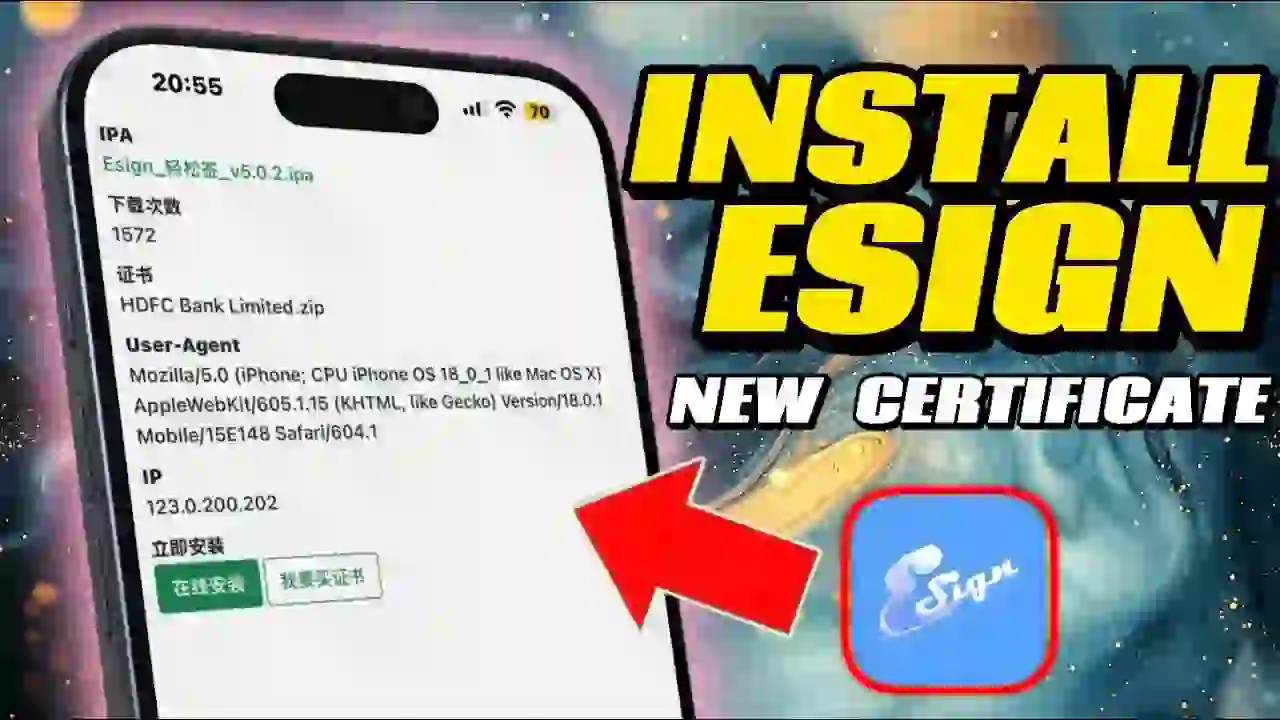 20:55
70
IPA
Esign_轻松签_v5.0.2.ipa
下载次数
1572
证书
HDFC Bank Limited.zip
User-Agent
Mozilla/5.0 (iPhone; CPU iPhone OS 18_0_1 like Mac OS X)
AppleWebKit/605.1.15 (KHTML, like Gecko) Version/18.0.1
Mobile/15E148 Safari/604.1
IP
123.0.200.202
立即安装
在线安装
我要买证书
INSTALL
ESIGN
NEW CERTIFICATE
ESign